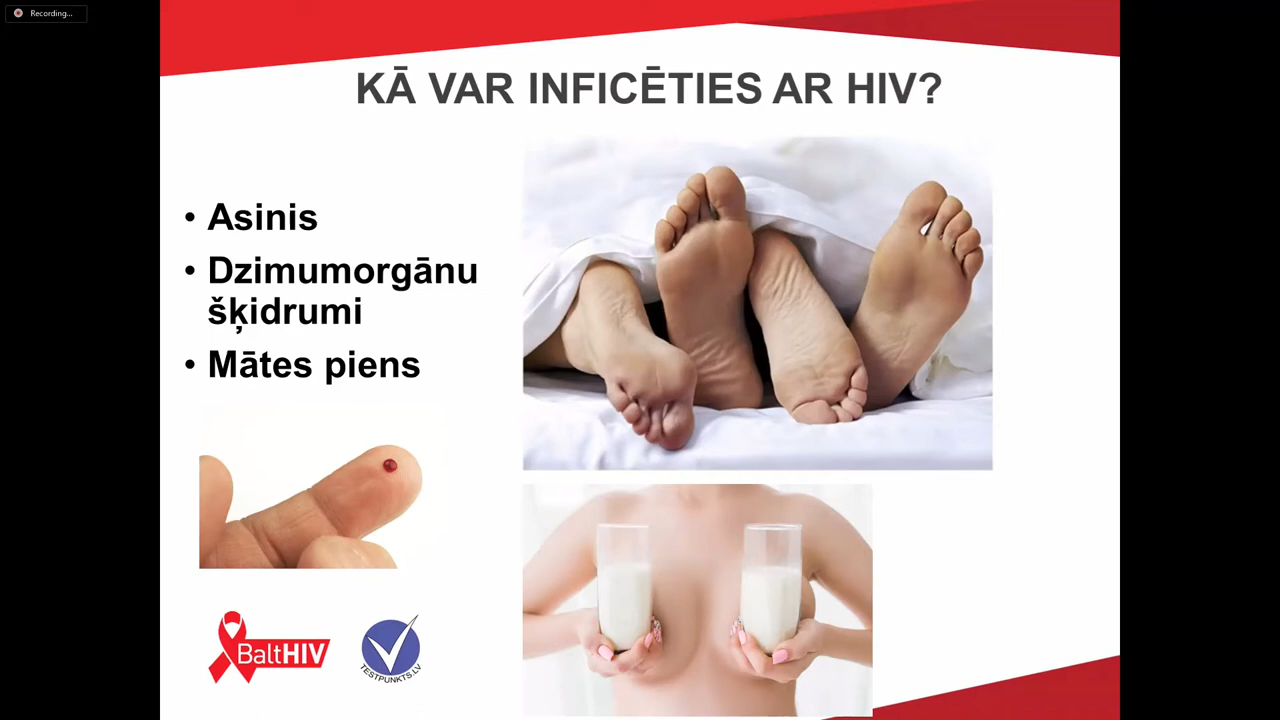 Recording...
KĀ VAR INFICĒTIES AR HIV?
• Asinis
• Dzimumorgānu
šķidrumi
• Mātes piens
BaltHIV
TESTPUNKTS.LV